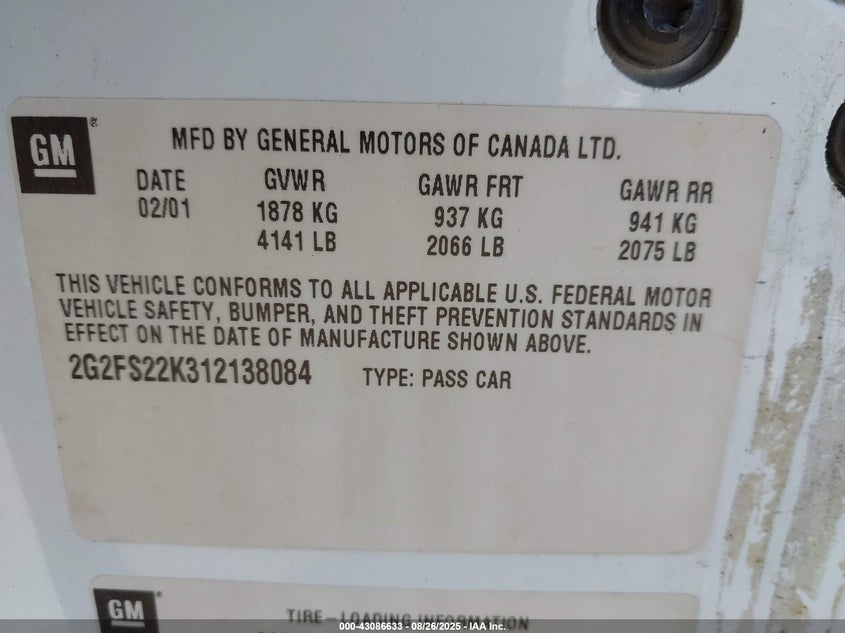 GM
MFD BY GENERAL MOTORS OF CANADA LTD.
DATE GVWR GAWR FRT GAWR RR
02/01 1878 KG 937 KG 941 KG
4141 LB 2066 LB 2075 LB
THIS VEHICLE CONFORMS TO ALL APPLICABLE U.S. FEDERAL MOTOR
VEHICLE SAFETY, BUMPER, AND THEFT PREVENTION STANDARDS IN
EFFECT ON THE DATE OF MANUFACTURE SHOWN ABOVE.
2G2FS22K312138084 TYPE: PASS CAR
GM
TIRE-LOADING INFORMATION
000-43086633 - 08/26/2025 - IAA Inc.